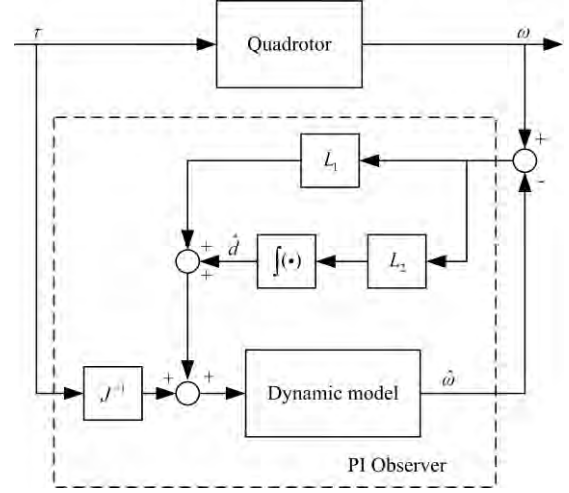 τ
Quadrotor
ω
+
-
L₁
+
+
d̂
∫(•)
L₂
+
+
J⁻¹
Dynamic model
ω̂
PI Observer